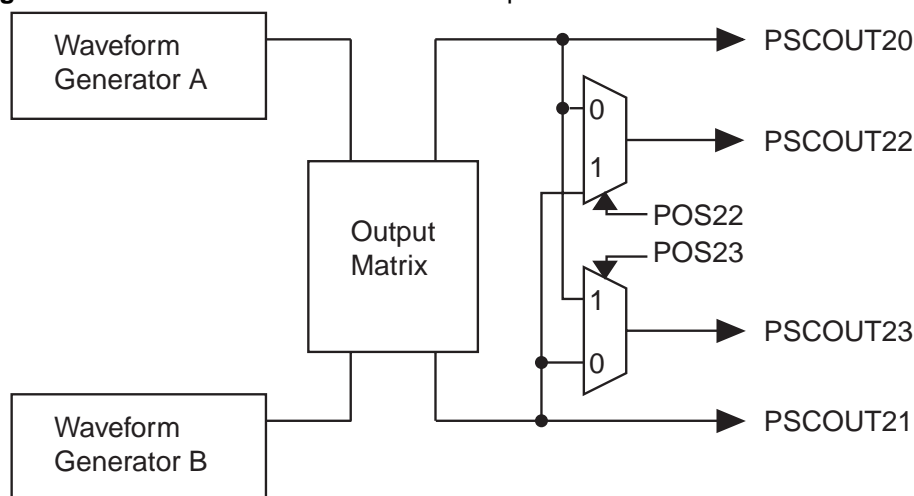 Waveform
Generator A
PSCOUT20
0
PSCOUT22
1
POS22
Output
Matrix
POS23
1
PSCOUT23
0
Waveform
Generator B
PSCOUT21